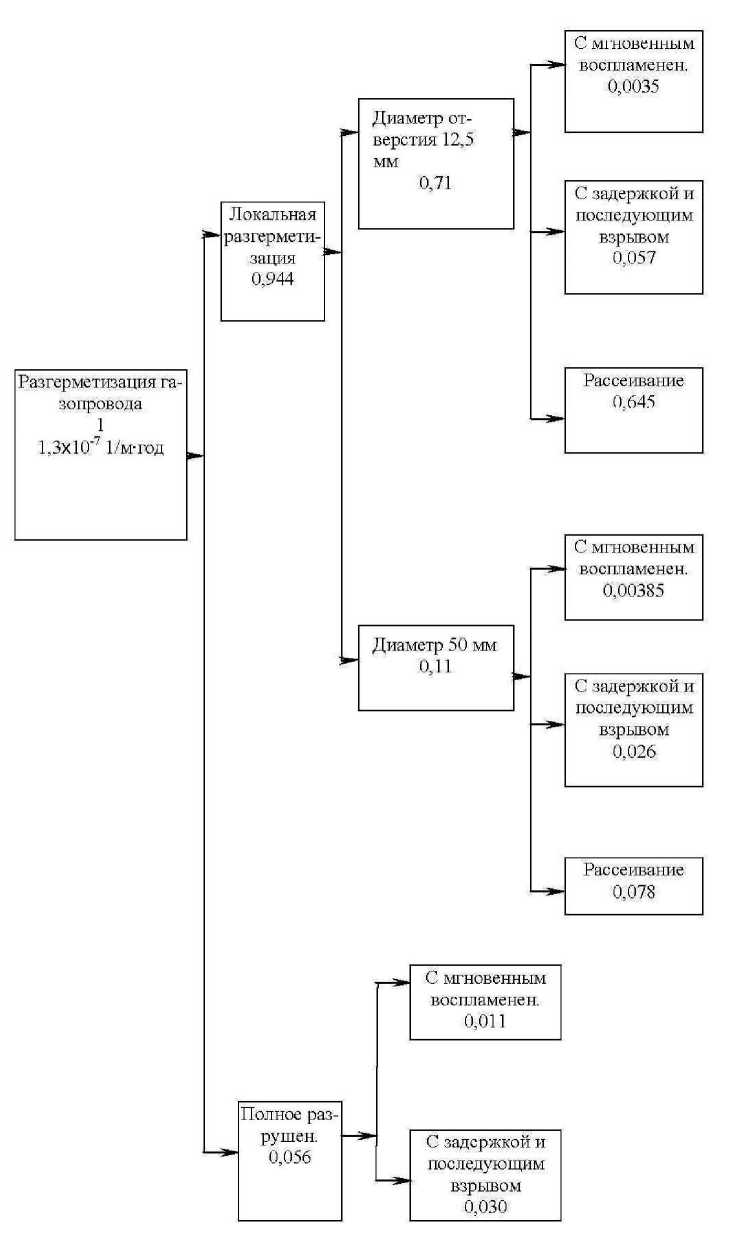 С мгновенным
воспламенен.
0,0035
Диаметр от-
верстия 12,5
мм
0,71
С задержкой и
последующим
взрывом
0,057
Локальная
разгермети-
зация
0,944
Рассеивание
0,645
Разгерметизация га-
зопровода
1
1,3х10⁻⁷ 1/м·год
С мгновенным
воспламенен.
0,00385
Диаметр 50 мм
0,11
С задержкой и
последующим
взрывом
0,026
Рассеивание
0,078
С мгновенным
воспламенен.
0,011
Полное раз-
рушен.
0,056
С задержкой и
последующим
взрывом
0,030